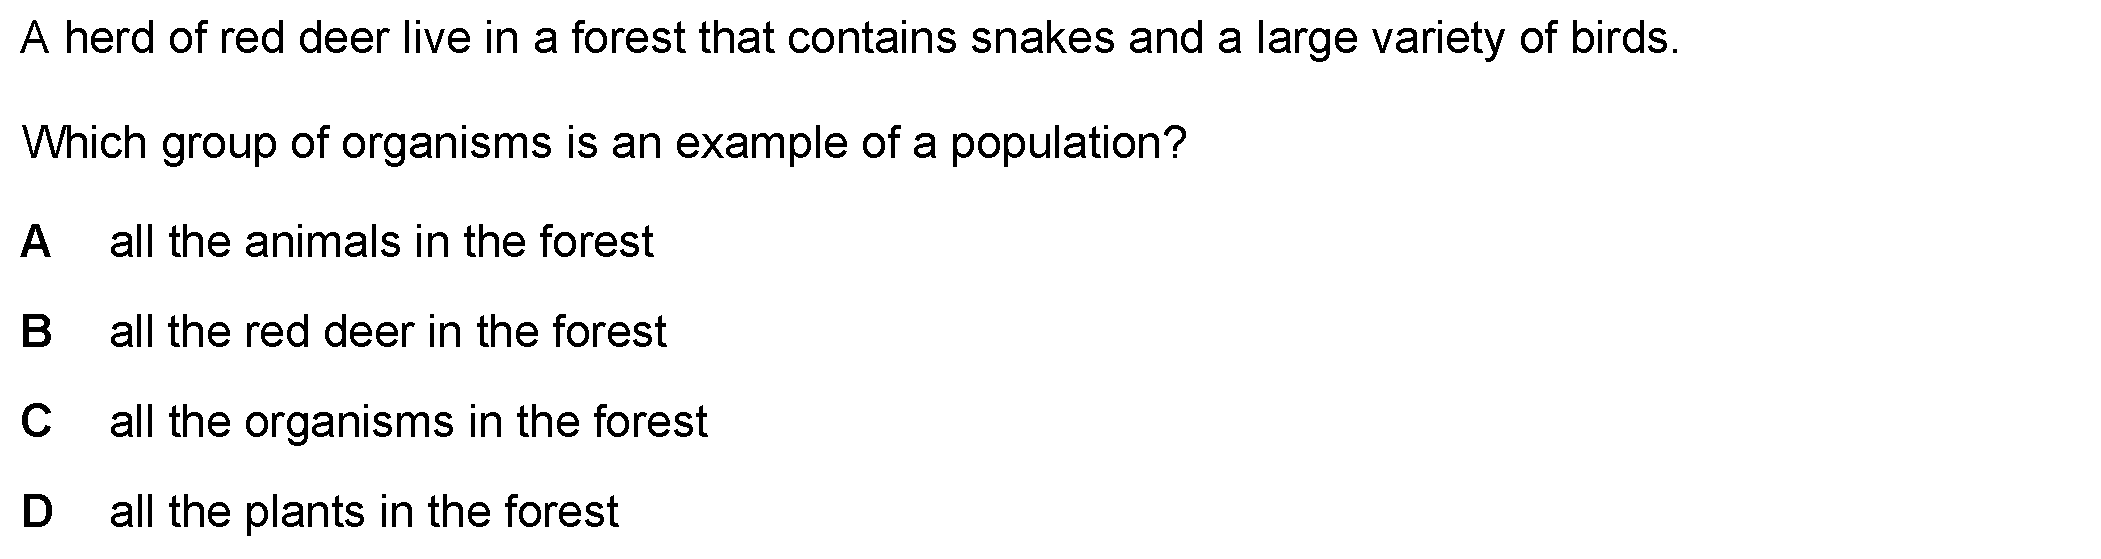 A herd of red deer live in a forest that contains snakes and a large variety of birds.
Which group of organisms is an example of a population?
A all the animals in the forest
B all the red deer in the forest
C all the organisms in the forest
D all the plants in the forest